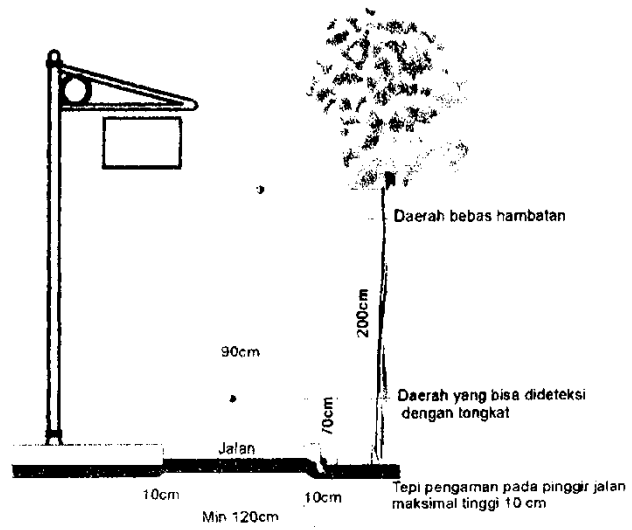 Daerah bebas hambatan
200cm
90cm
Daerah yang bisa dideteksi
dengan tongkat
70cm
Jalan
10cm
10cm
Tepi pengaman pada pinggir jalan
maksimal tinggi 10 cm
Min 120cm